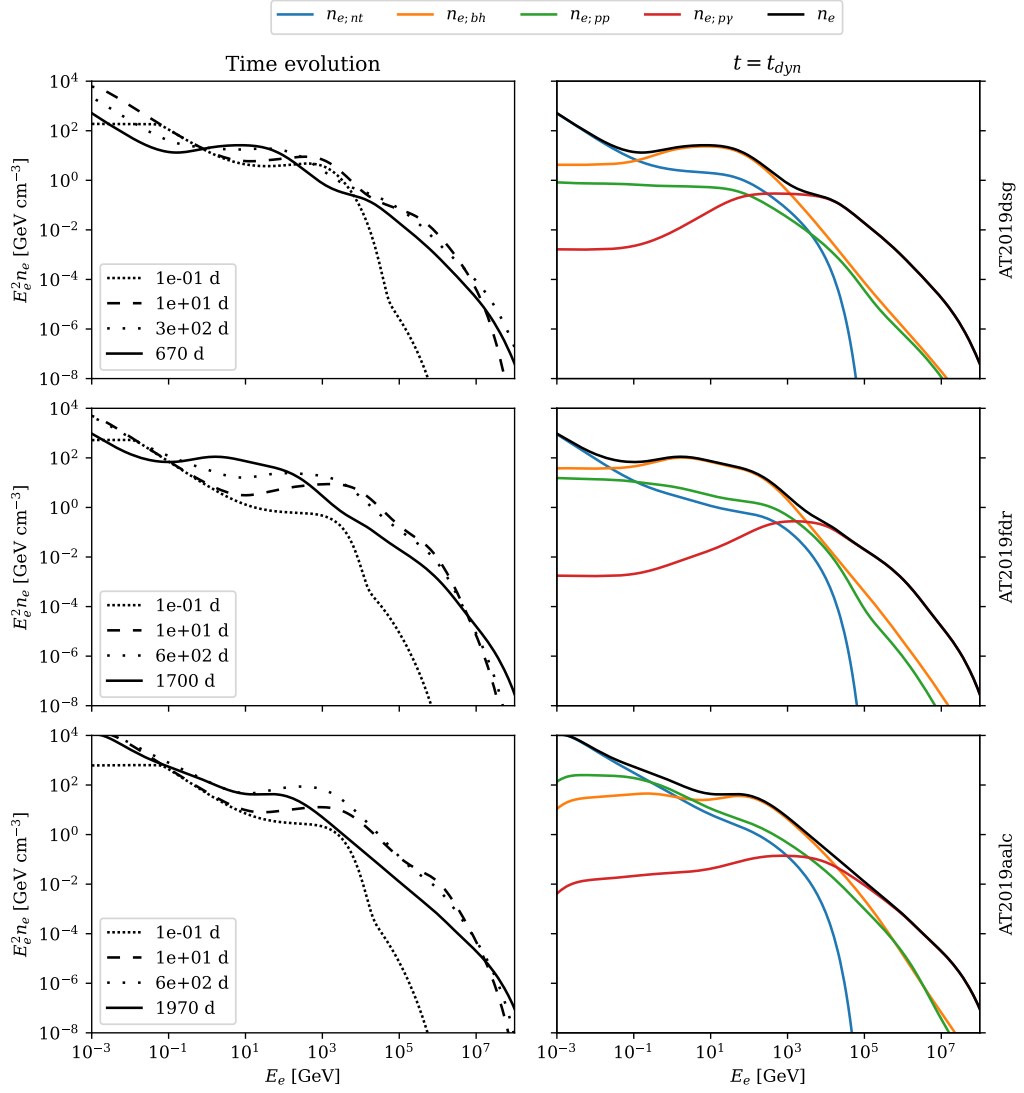 n_{e; nt} n_{e; bh} n_{e; pp} n_{e; pγ} n_e
Time evolution
t = t_{dyn}
10^4
10^2
10^0
10^{−2}
10^{−4}
10^{−6}
10^{−8}
E_e^2 n_e [GeV cm^{−3}]
1e-01 d
1e+01 d
3e+02 d
670 d
AT2019dsg
10^4
10^2
10^0
10^{−2}
10^{−4}
10^{−6}
10^{−8}
E_e^2 n_e [GeV cm^{−3}]
1e-01 d
1e+01 d
6e+02 d
1700 d
AT2019fdr
10^4
10^2
10^0
10^{−2}
10^{−4}
10^{−6}
10^{−8}
E_e^2 n_e [GeV cm^{−3}]
1e-01 d
1e+01 d
6e+02 d
1970 d
AT2019aalc
10^{−3} 10^{−1} 10^1 10^3 10^5 10^7
E_e [GeV]
10^{−3} 10^{−1} 10^1 10^3 10^5 10^7
E_e [GeV]